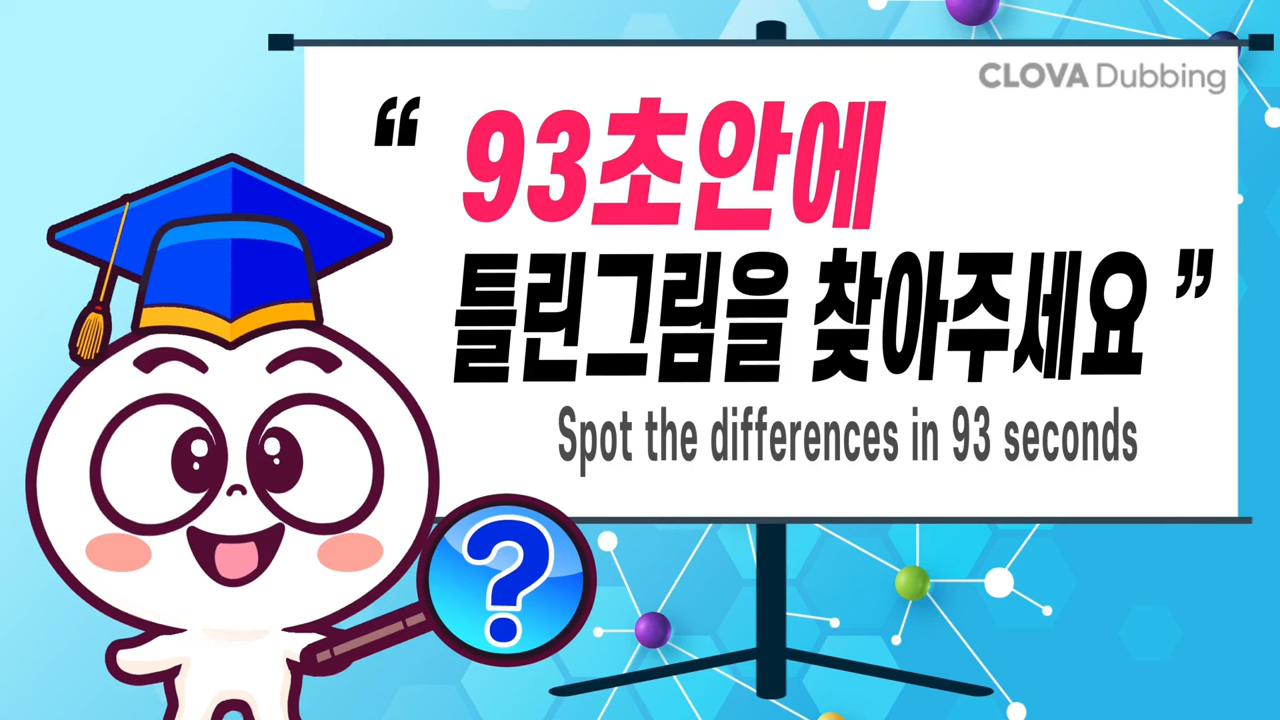 CLOVA Dubbing
“ 93초안에
틀린그림을 찾아주세요 ”
Spot the differences in 93 seconds
?